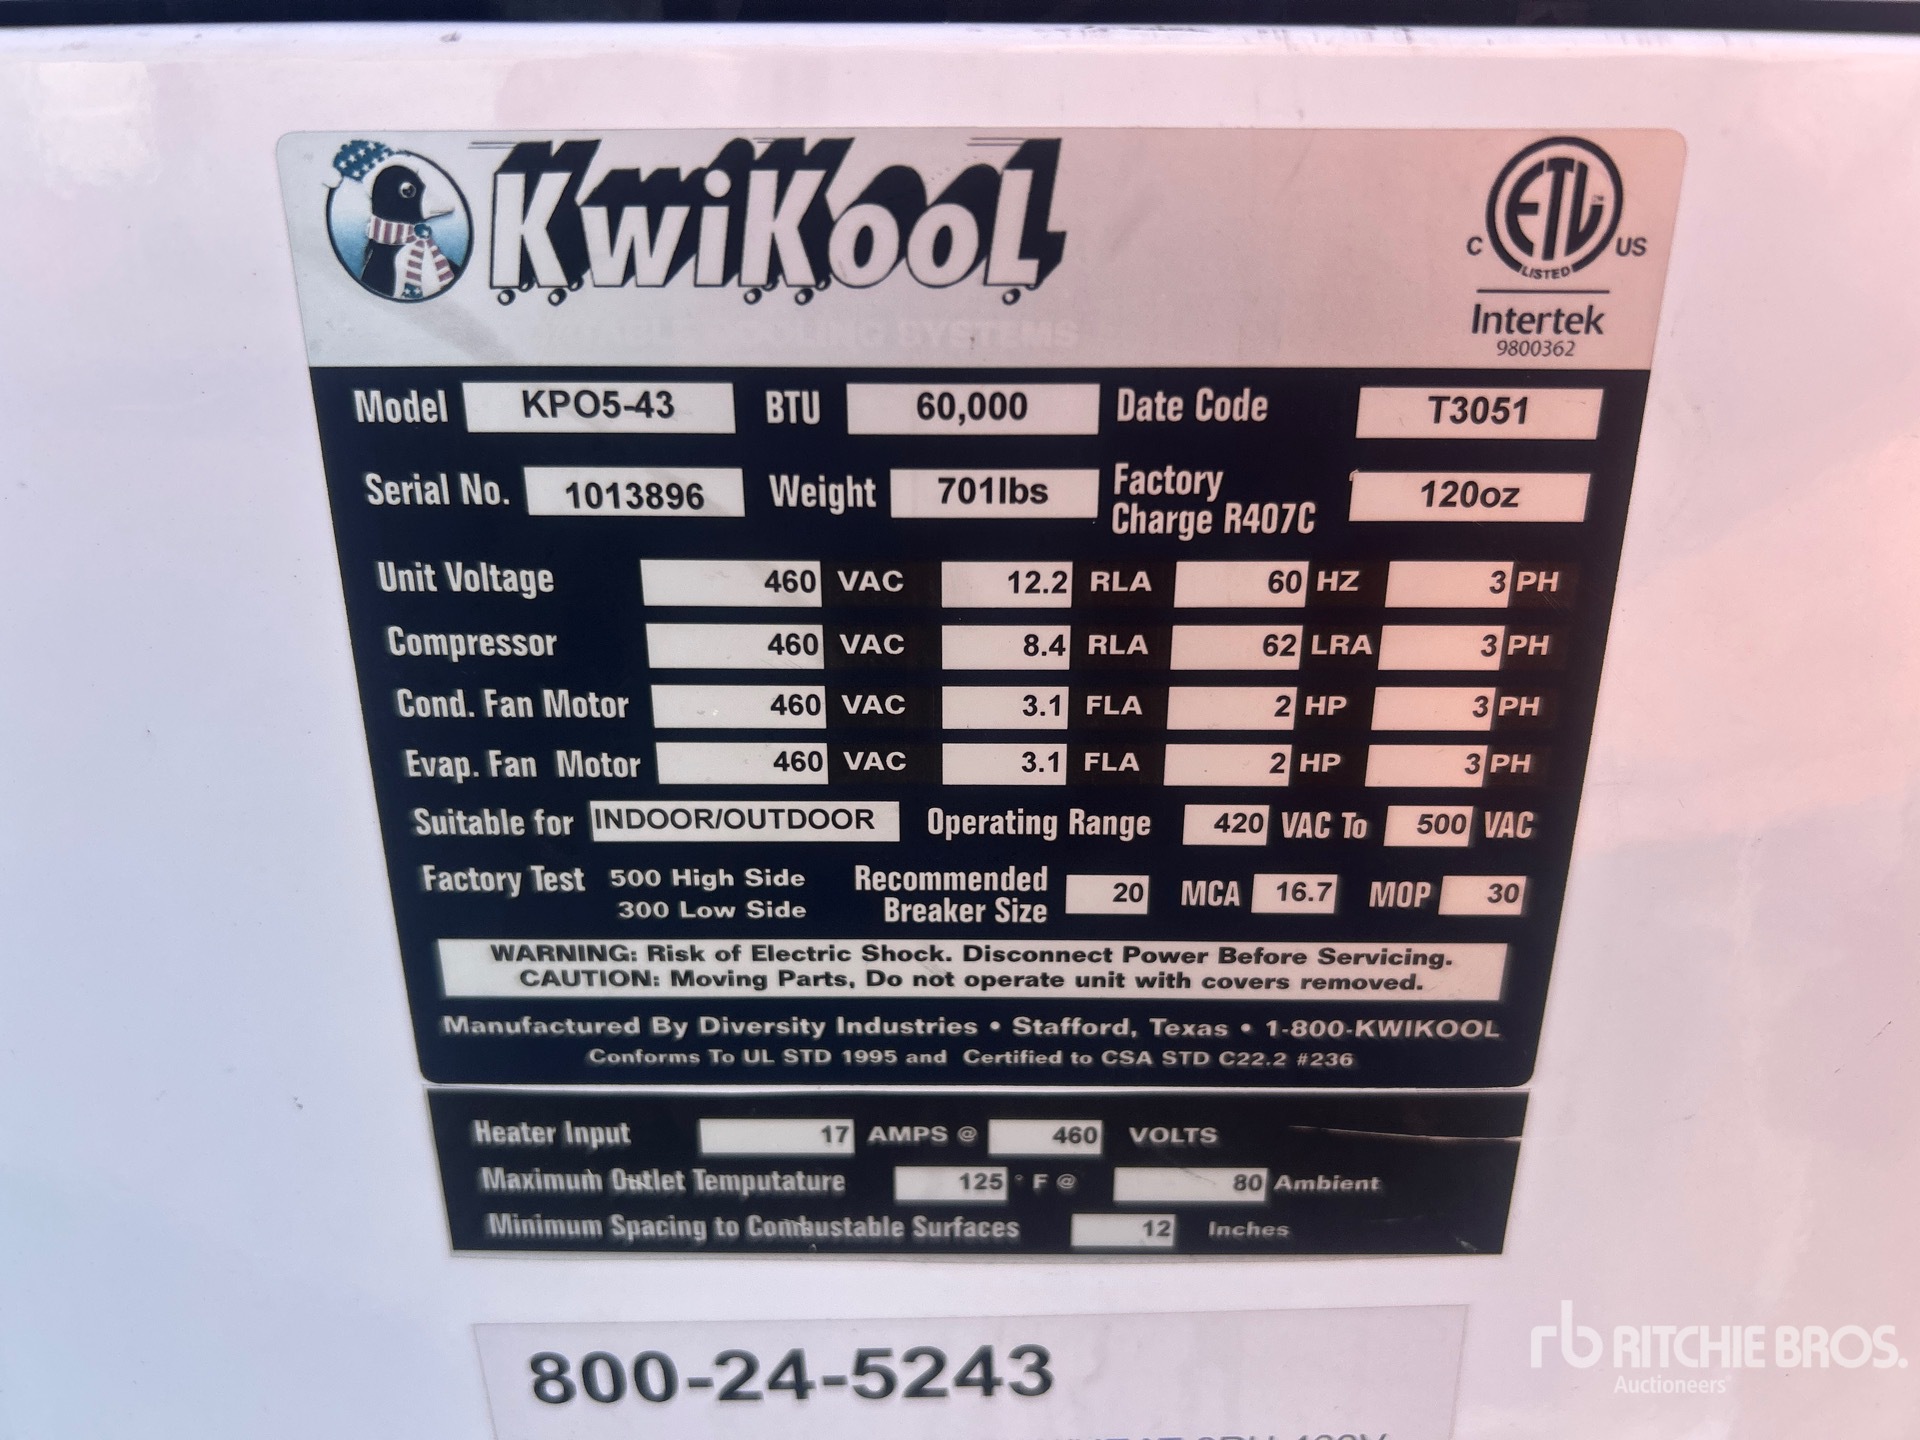 KwiKooL
COOLING SYSTEMS
ETL
LISTED
C US
Intertek
9800362
Model KPO5-43 BTU 60,000 Date Code T3051
Serial No. 1013896 Weight 701lbs Factory Charge R407C 120oz
Unit Voltage 460 VAC 12.2 RLA 60 HZ 3 PH
Compressor 460 VAC 8.4 RLA 62 LRA 3 PH
Cond. Fan Motor 460 VAC 3.1 FLA 2 HP 3 PH
Evap. Fan Motor 460 VAC 3.1 FLA 2 HP 3 PH
Suitable for INDOOR/OUTDOOR Operating Range 420 VAC To 500 VAC
Factory Test 500 High Side Recommended Breaker Size 20 MCA 16.7 MOP 30
300 Low Side
WARNING: Risk of Electric Shock. Disconnect Power Before Servicing.
CAUTION: Moving Parts, Do not operate unit with covers removed.
Manufactured By Diversity Industries • Stafford, Texas • 1-800-KWIKOOL
Conforms To UL STD 1995 and Certified to CSA STD C22.2 #236
Heater Input 17 AMPS @ 460 VOLTS
Maximum Outlet Temputature 125 ° F @ 80 Ambient
Minimum Spacing to Combustable Surfaces 12 Inches
800-24-5243
rb RITCHIE BROS.
Auctioneers